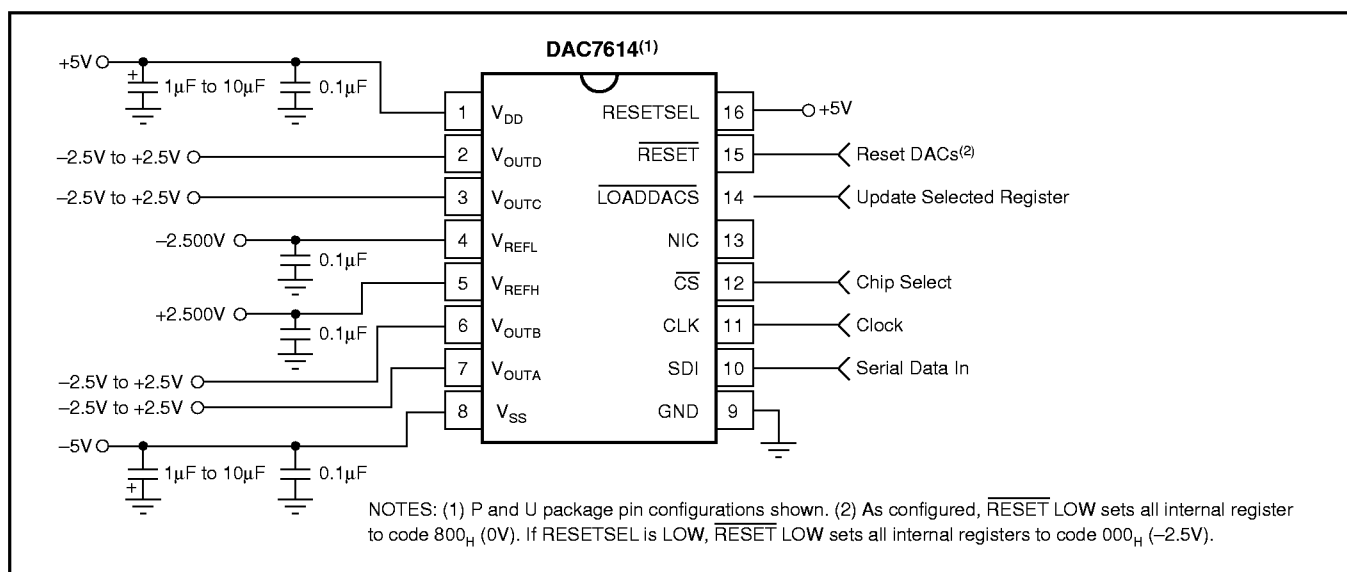 DAC7614(1)
+5V
+ 1µF to 10µF
0.1µF
1 VDD
RESETSEL 16
+5V
–2.5V to +2.5V
2 VOUTD
RESET 15
Reset DACs(2)
–2.5V to +2.5V
3 VOUTC
LOADDACS 14
Update Selected Register
–2.500V
0.1µF
4 VREFL
NIC 13
+2.500V
0.1µF
5 VREFH
CS 12
Chip Select
6 VOUTB
CLK 11
Clock
–2.5V to +2.5V
7 VOUTA
SDI 10
Serial Data In
–2.5V to +2.5V
8 VSS
GND 9
–5V
1µF to 10µF
+
0.1µF
NOTES: (1) P and U package pin configurations shown. (2) As configured, RESET LOW sets all internal register
to code 800H (0V). If RESETSEL is LOW, RESET LOW sets all internal registers to code 000H (–2.5V).